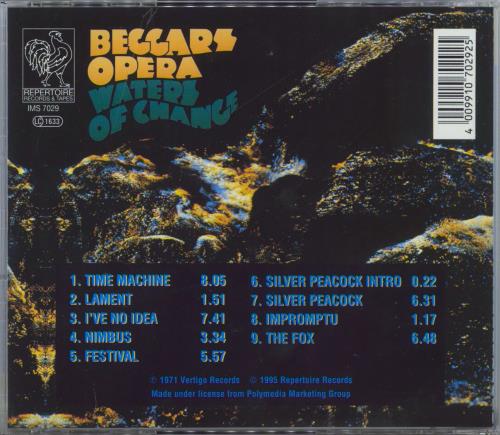 REPERTOIRE
RECORDS & TAPES
IMS 7029
LC 1633
BEGGARS
OPERA
WATERS
OF CHANGE
4 009910 702925
1. TIME MACHINE 8.05
2. LAMENT 1.51
3. I'VE NO IDEA 7.41
4. NIMBUS 3.34
5. FESTIVAL 5.57
6. SILVER PEACOCK INTRO 0.22
7. SILVER PEACOCK 6.31
8. IMPROMPTU 1.17
9. THE FOX 6.48
℗ 1971 Vertigo Records © 1995 Repertoire Records
Made under license from Polymedia Marketing Group